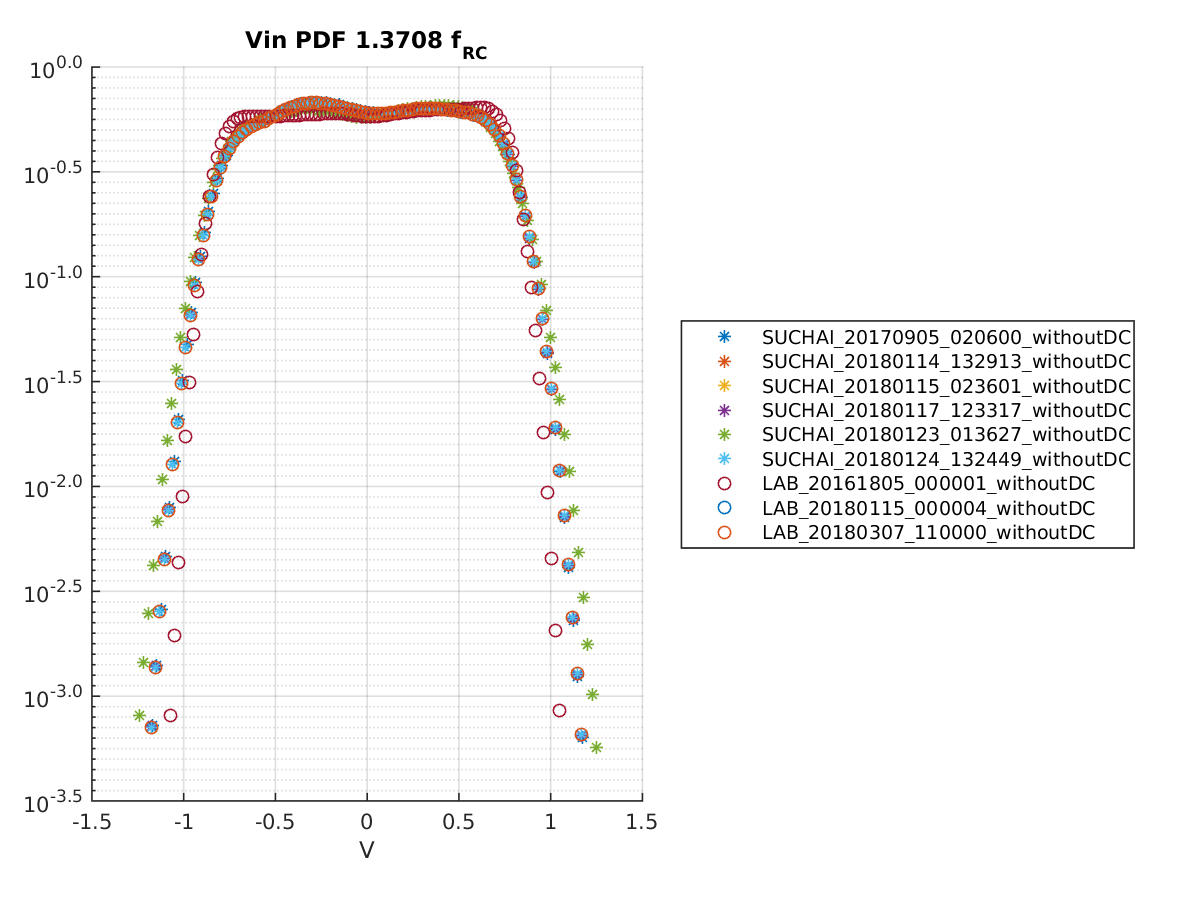 Vin PDF 1.3708 f_RC
10^0.0
10^-0.5
10^-1.0
10^-1.5
10^-2.0
10^-2.5
10^-3.0
10^-3.5
-1.5 -1 -0.5 0 0.5 1 1.5
V
SUCHAI_20170905_020600_withoutDC
SUCHAI_20180114_132913_withoutDC
SUCHAI_20180115_023601_withoutDC
SUCHAI_20180117_123317_withoutDC
SUCHAI_20180123_013627_withoutDC
SUCHAI_20180124_132449_withoutDC
LAB_20161805_000001_withoutDC
LAB_20180115_000004_withoutDC
LAB_20180307_110000_withoutDC